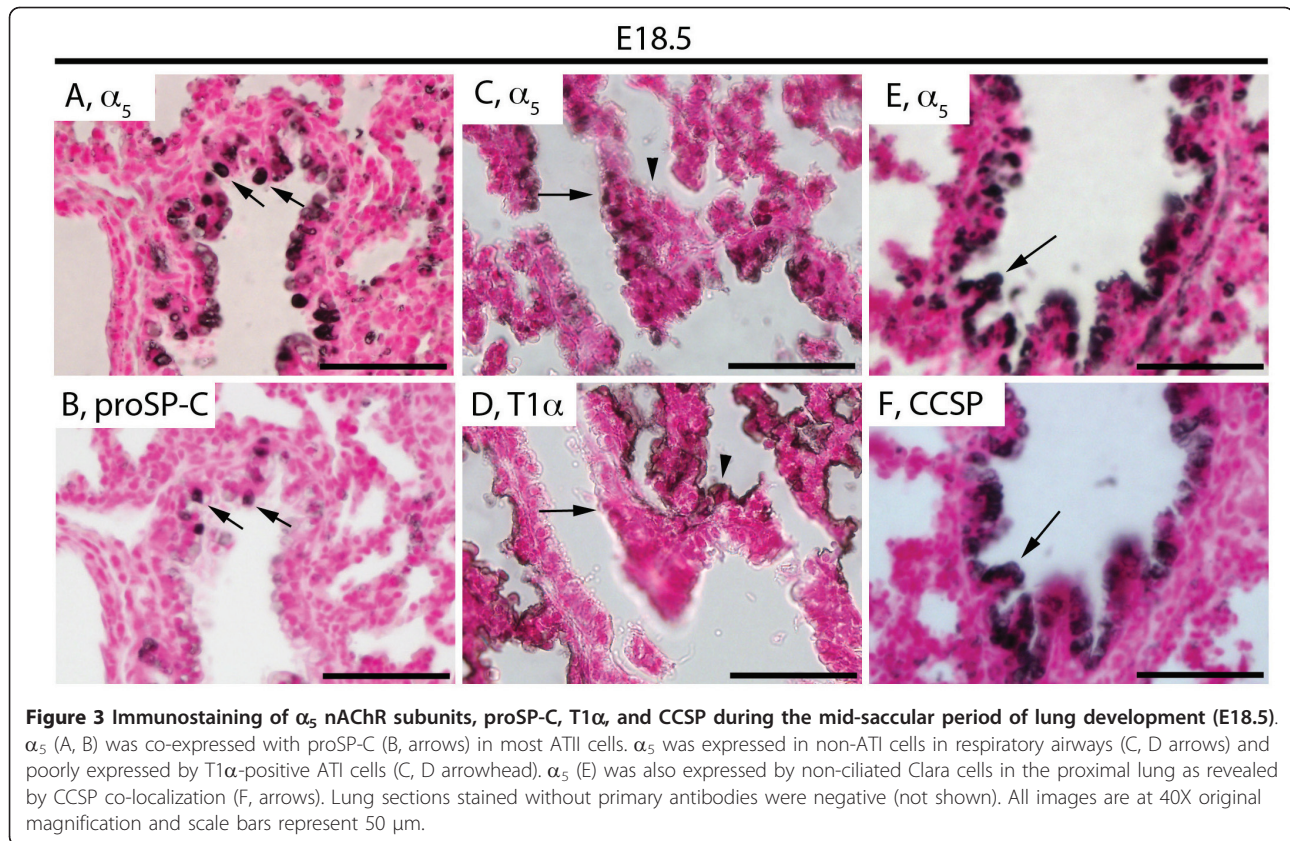 E18.5
A, α5
C, α5
E, α5
B, proSP-C
D, T1α
F, CCSP
Figure 3 Immunostaining of α5 nAChR subunits, proSP-C, T1α, and CCSP during the mid-saccular period of lung development (E18.5).
α5 (A, B) was co-expressed with proSP-C (B, arrows) in most ATII cells. α5 was expressed in non-ATI cells in respiratory airways (C, D arrows) and
poorly expressed by T1α-positive ATI cells (C, D arrowhead). α5 (E) was also expressed by non-ciliated Clara cells in the proximal lung as revealed
by CCSP co-localization (F, arrows). Lung sections stained without primary antibodies were negative (not shown). All images are at 40X original
magnification and scale bars represent 50 μm.